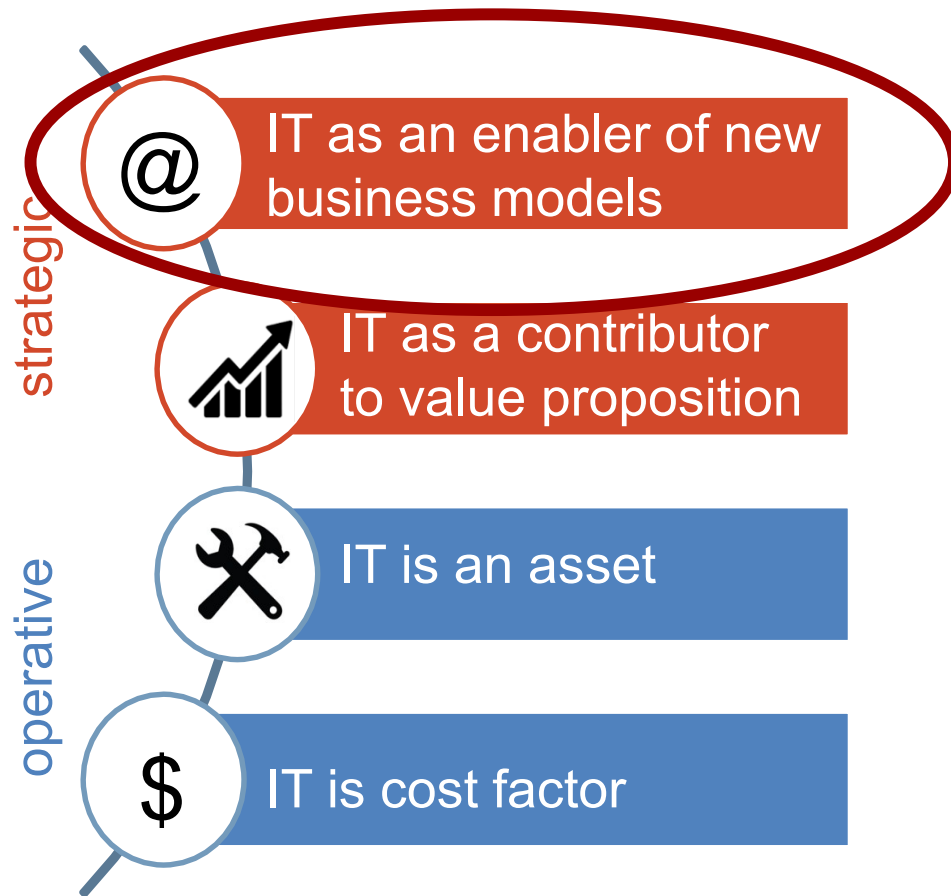 strategic
@
IT as an enabler of new
business models
IT as a contributor
to value proposition
operative
IT is an asset
$
IT is cost factor